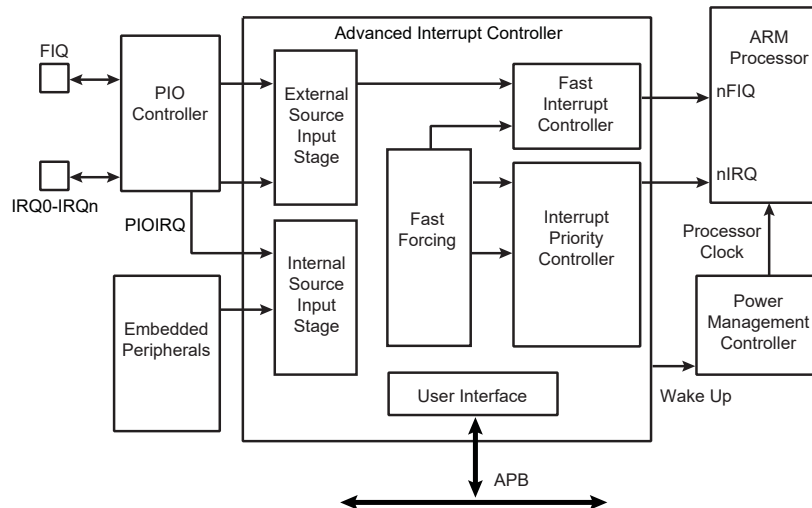 Advanced Interrupt Controller
FIQ
PIO
Controller
External
Source
Input
Stage
Fast
Interrupt
Controller
ARM
Processor
nFIQ
nIRQ
IRQ0-IRQn
PIOIRQ
Fast
Forcing
Interrupt
Priority
Controller
Internal
Source
Input
Stage
Processor
Clock
Embedded
Peripherals
Power
Management
Controller
User Interface
Wake Up
APB